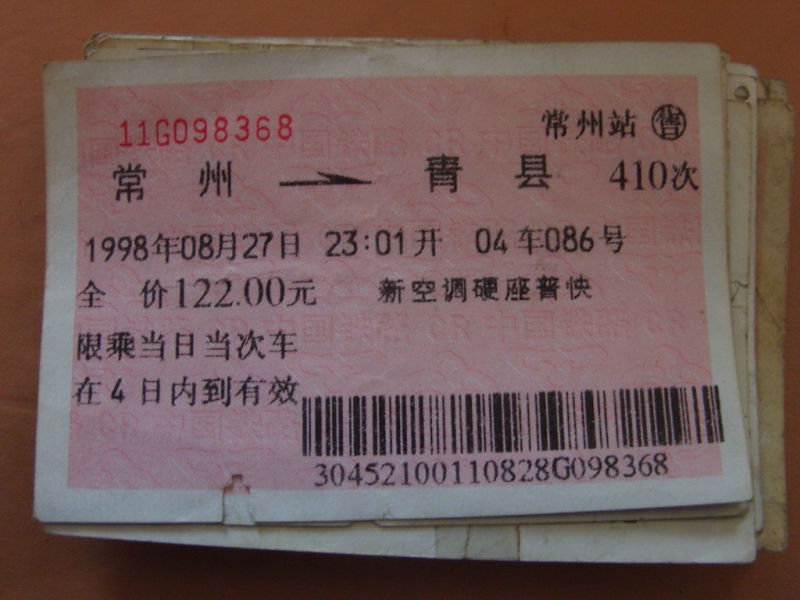 11G098368
常州站 售
常州 青县 410次
1998年08月27日 23:01开 04车086号
全 价122.00元 新空调硬座普快
限乘当日当次车
在4日内到有效
30452100110828G098368